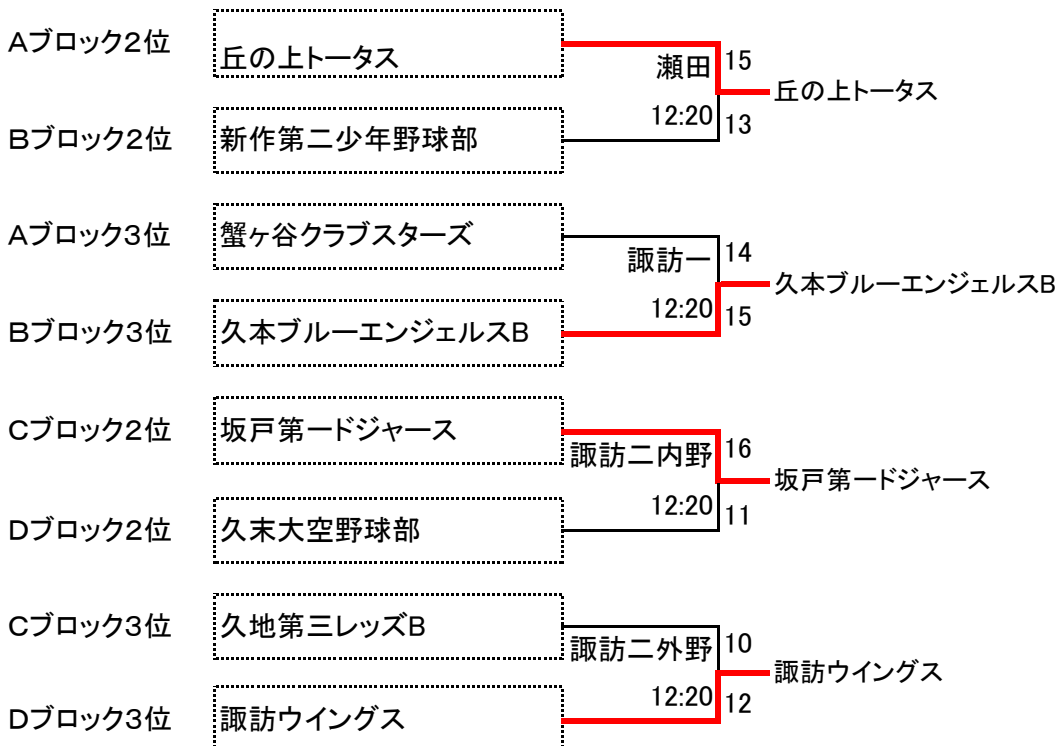 Aブロック2位
丘の上トータス
瀬田
15
丘の上トータス
12:20
13
Bブロック2位
新作第二少年野球部
Aブロック3位
蟹ヶ谷クラブスターズ
諏訪一
14
久本ブルーエンジェルスB
12:20
15
Bブロック3位
久本ブルーエンジェルスB
Cブロック2位
坂戸第一ドジャース
諏訪二内野
16
坂戸第一ドジャース
12:20
11
Dブロック2位
久末大空野球部
Cブロック3位
久地第三レッズB
諏訪二外野
10
諏訪ウイングス
12:20
12
Dブロック3位
諏訪ウイングス